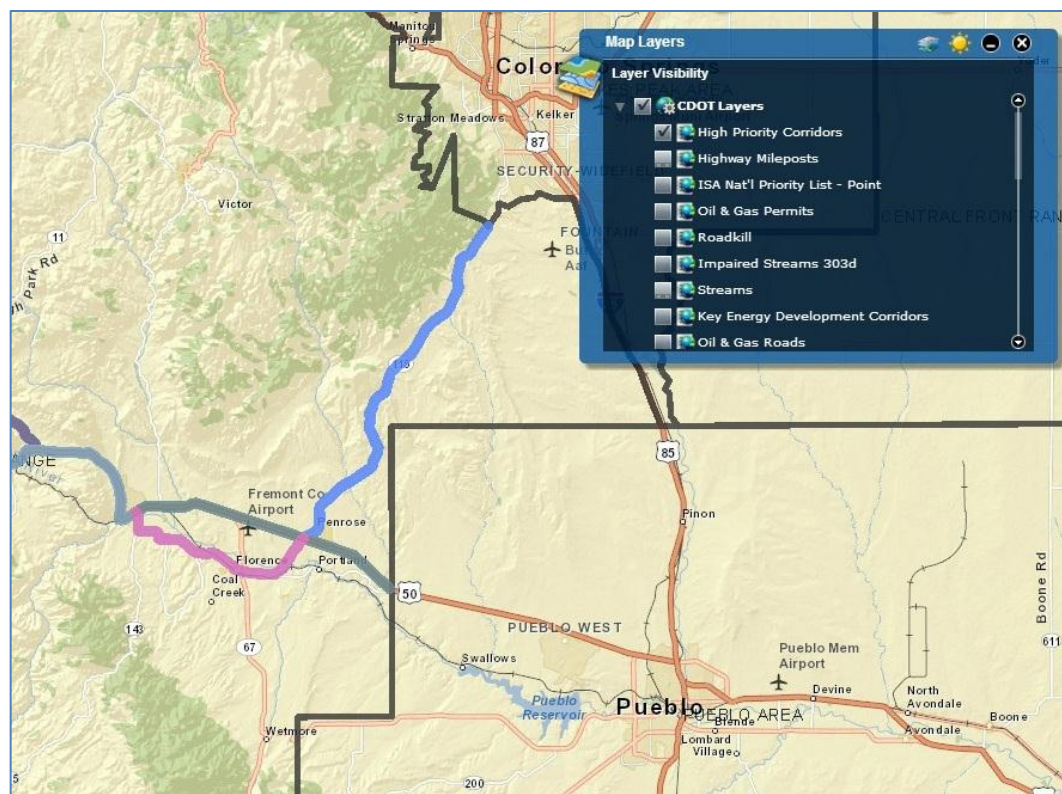 Manitou
Springs
Colo
Stratton Meadows
Kelker
87
SECURITY-WIDEFIELD
Victor
11
Park Rd
FOUNTAIN
Aaf
CENTRAL FRONT RAN
Map Layers
Layer Visibility
CDOT Layers
High Priority Corridors
Highway Mileposts
ISA Nat'l Priority List - Point
Oil & Gas Permits
Roadkill
Impaired Streams 303d
Streams
Key Energy Development Corridors
Oil & Gas Roads
85
Fremont Co
Airport
Penrose
Pinon
Florence
Portland
Coal
Creek
50
143
67
PUEBLO WEST
Boone Rd
611
Swallows
Pueblo Mem
Airport
Devine
North
Avondale
Pueblo
Reservoir
Pueblo
PUEBLO AREA
Blende
Avondale
Boone
Wetmore
Lombard
Village
200